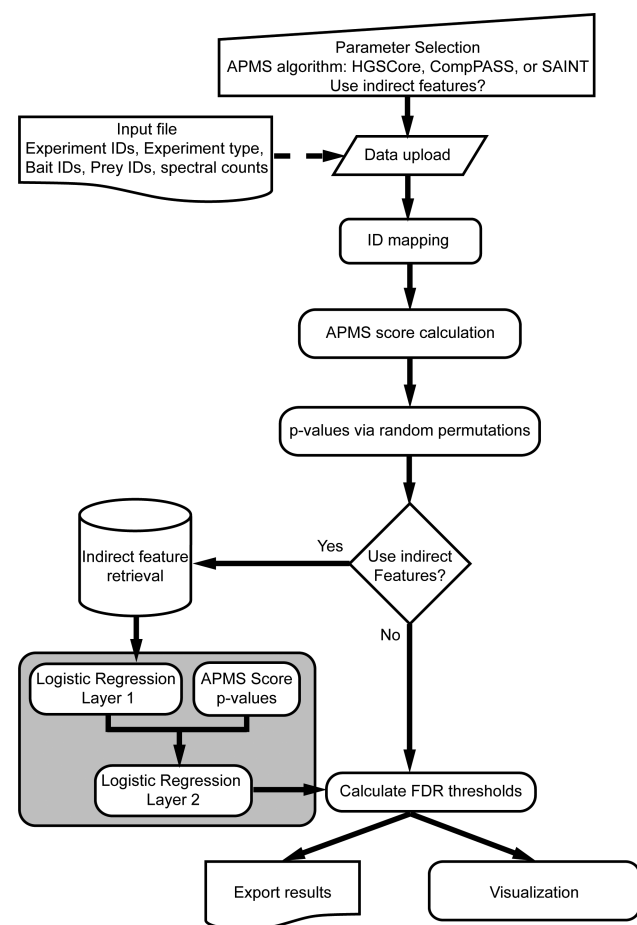 Parameter Selection
APMS algorithm: HGSCore, CompPASS, or SAINT
Use indirect features?
Input file
Experiment IDs, Experiment type,
Bait IDs, Prey IDs, spectral counts
Data upload
ID mapping
APMS score calculation
p-values via random permutations
Use indirect
Features?
Yes
No
Indirect feature
retrieval
Logistic Regression
Layer 1
APMS Score
p-values
Logistic Regression
Layer 2
Calculate FDR thresholds
Export results
Visualization